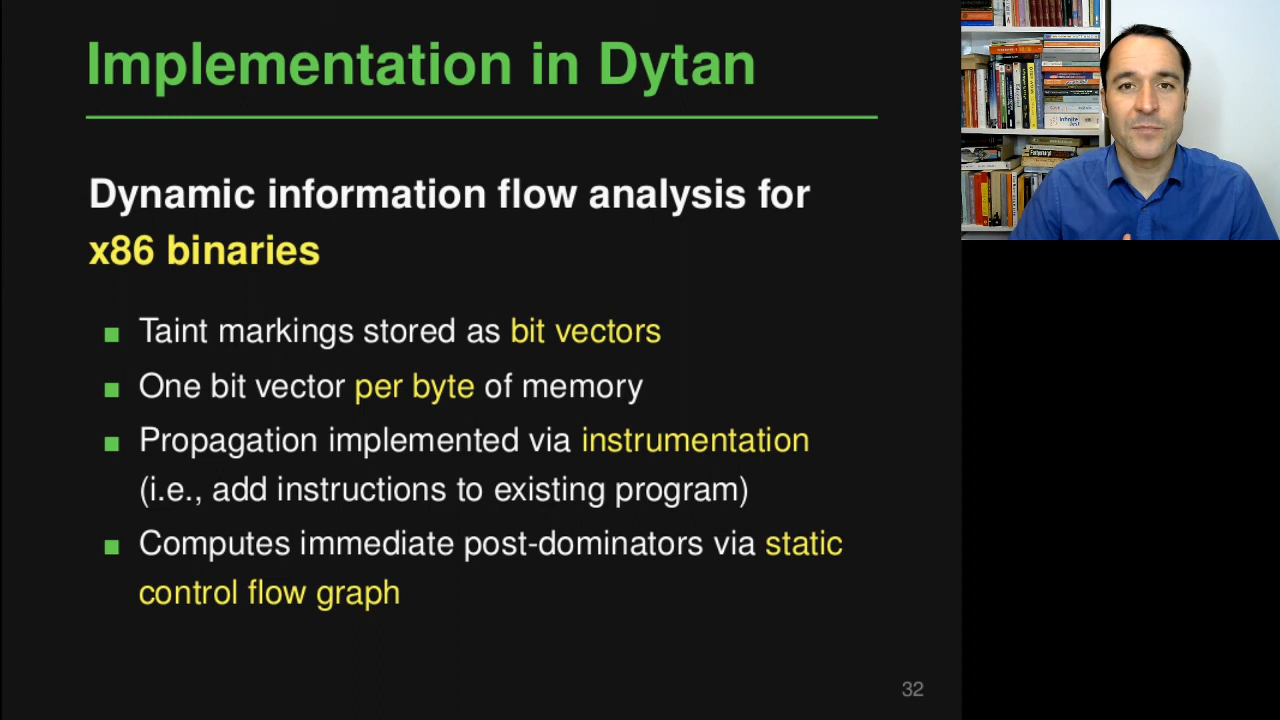 Implementation in Dytan
Dynamic information flow analysis for
x86 binaries
Taint markings stored as bit vectors
One bit vector per byte of memory
Propagation implemented via instrumentation
(i.e., add instructions to existing program)
Computes immediate post-dominators via static
control flow graph
32
Infinite
Jest